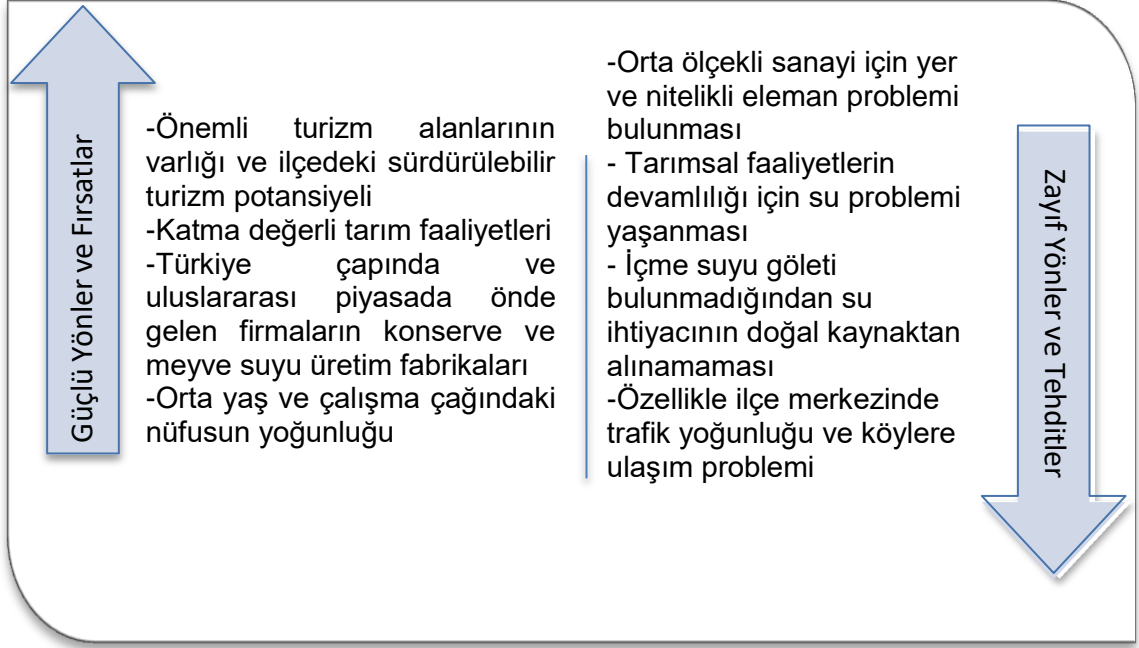 Güçlü Yönler ve Fırsatlar
-Önemli turizm alanlarının
varlığı ve ilçedeki sürdürülebilir
turizm potansiyeli
-Katma değerli tarım faaliyetleri
-Türkiye çapında ve
uluslararası piyasada önde
gelen firmaların konserve ve
meyve suyu üretim fabrikaları
-Orta yaş ve çalışma çağındaki
nüfusun yoğunluğu
-Orta ölçekli sanayi için yer
ve nitelikli eleman problemi
bulunması
- Tarımsal faaliyetlerin
devamlılığı için su problemi
yaşanması
- İçme suyu göleti
bulunmadığından su
ihtiyacının doğal kaynaktan
alınamaması
-Özellikle ilçe merkezinde
trafik yoğunluğu ve köylere
ulaşım problemi
Zayıf Yönler ve Tehditler